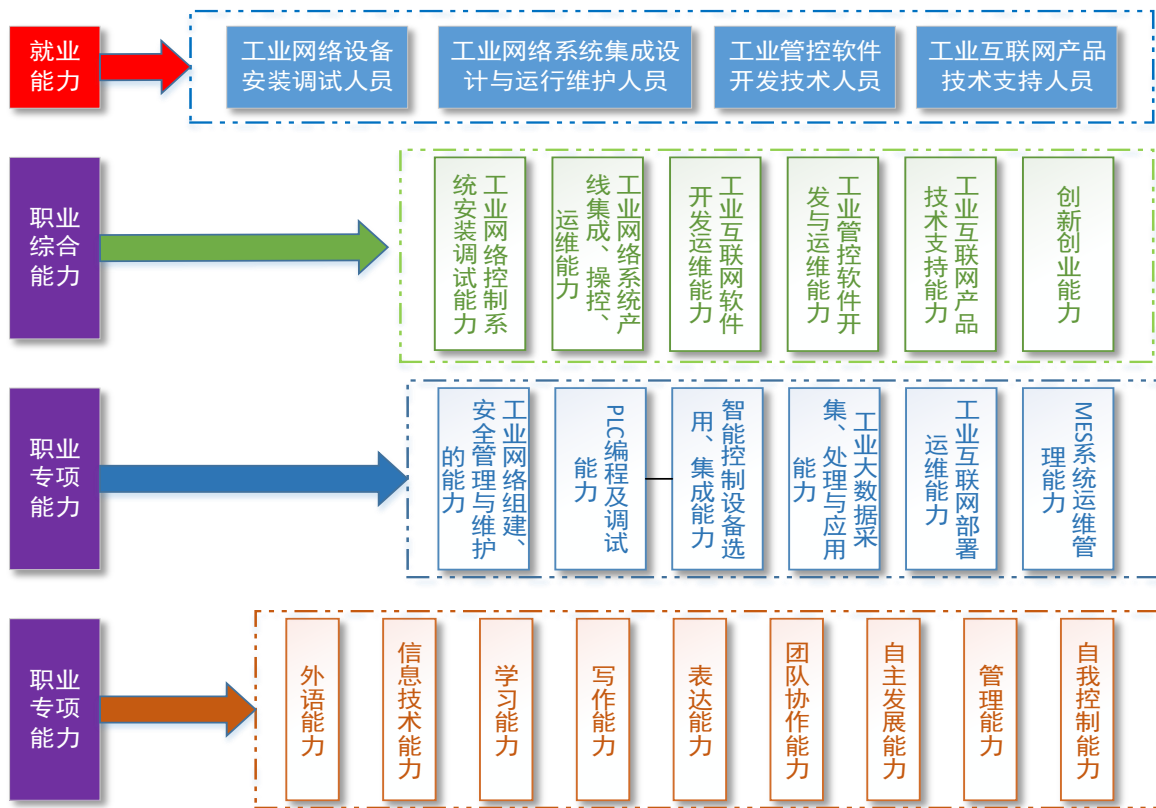 就业
能力
工业网络设备
安装调试人员
工业网络系统集成设
计与运行维护人员
工业管控软件
开发技术人员
工业互联网产品
技术支持人员
职业
综合
能力
工业网络控制系
统安装调试能力
工业网络系统产
线集成、操控、
运维能力
工业互联网软件
开发运维能力
工业管控软件开
发与运维能力
工业互联网产品
技术支持能力
创新创业能力
职业
专项
能力
工业网络组建、
安全管理与维护
的能力
PLC编程及调试
能力
智能控制设备选
用、集成能力
工业大数据采
集、处理与应用
能力
工业互联网部署
运维能力
MES系统运维管
理能力
职业
专项
能力
外语能力
信息技术能力
学习能力
写作能力
表达能力
团队协作能力
自主发展能力
管理能力
自我控制能力